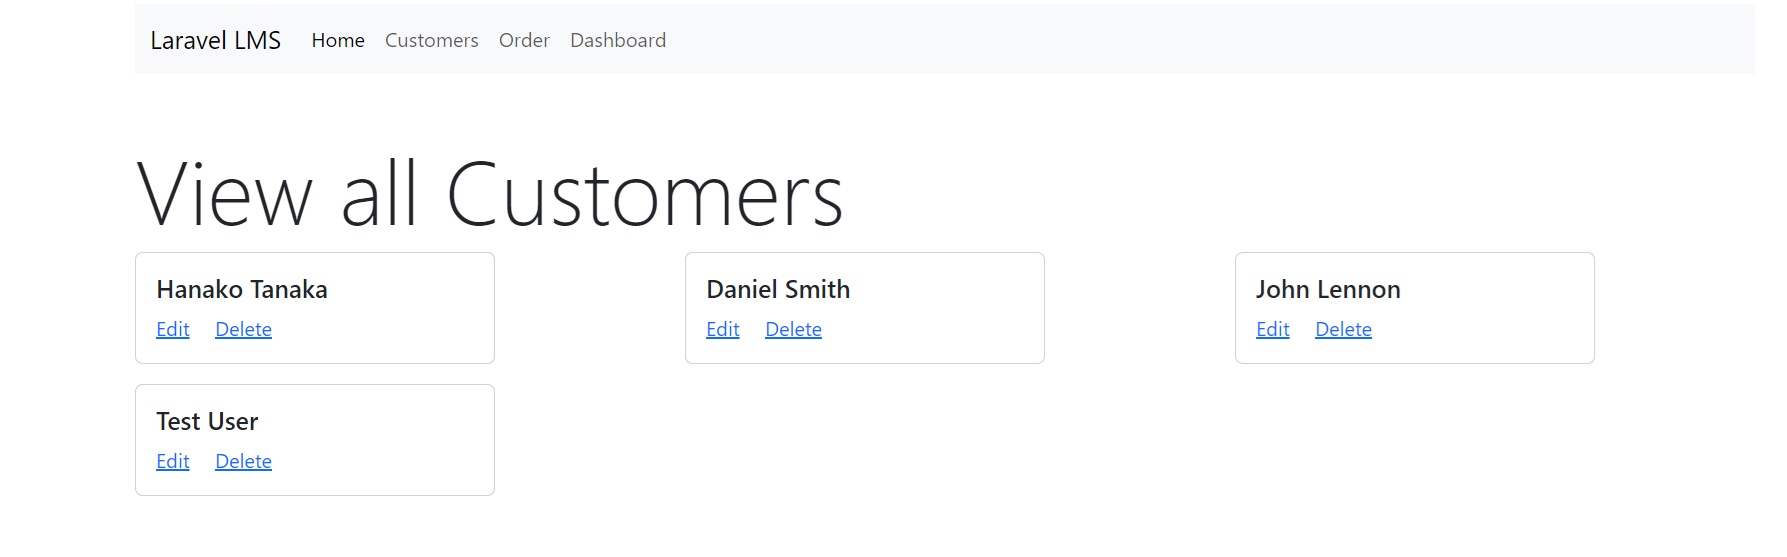 Laravel LMS Home Customers Order Dashboard
View all Customers
Hanako Tanaka
Edit Delete
Daniel Smith
Edit Delete
John Lennon
Edit Delete
Test User
Edit Delete